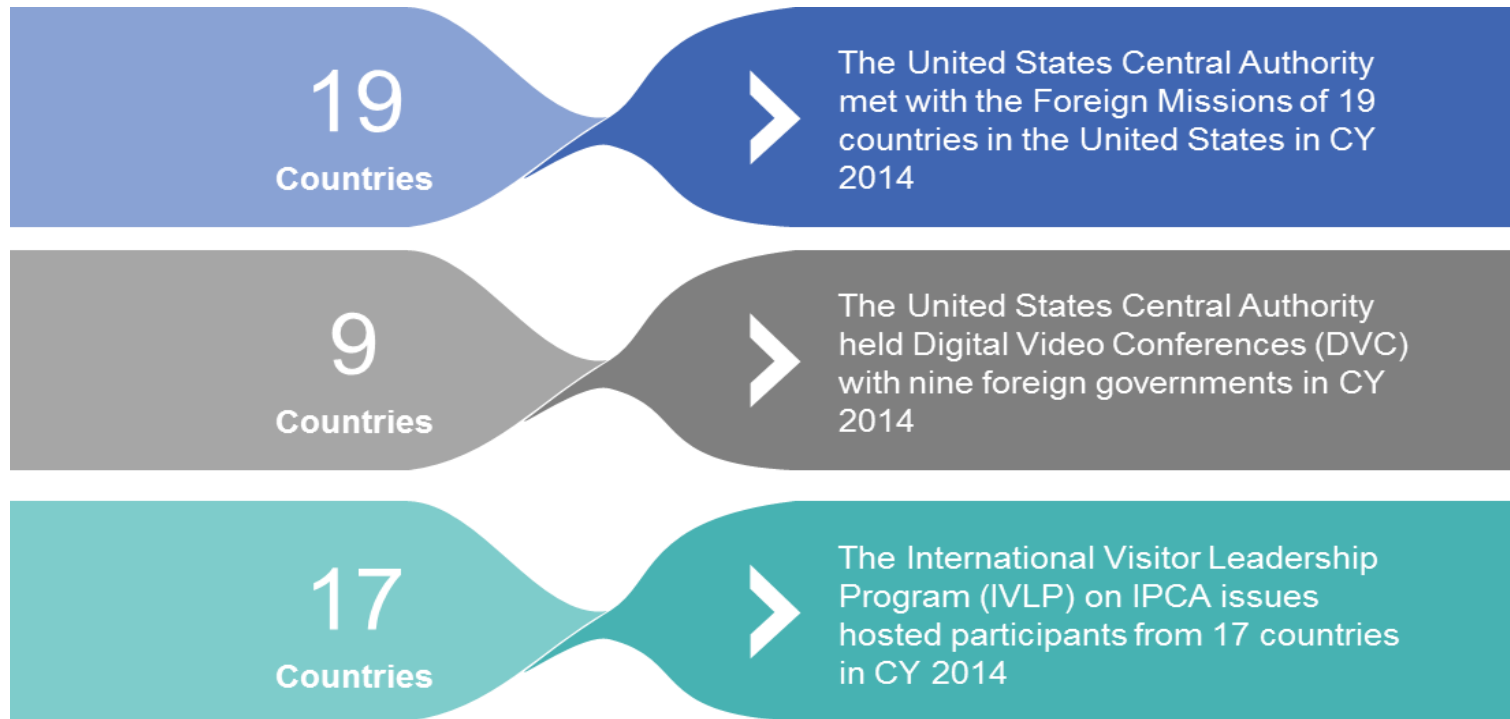 19
Countries
The United States Central Authority
met with the Foreign Missions of 19
countries in the United States in CY
2014
9
Countries
The United States Central Authority
held Digital Video Conferences (DVC)
with nine foreign governments in CY
2014
17
Countries
The International Visitor Leadership
Program (IVLP) on IPCA issues
hosted participants from 17 countries
in CY 2014